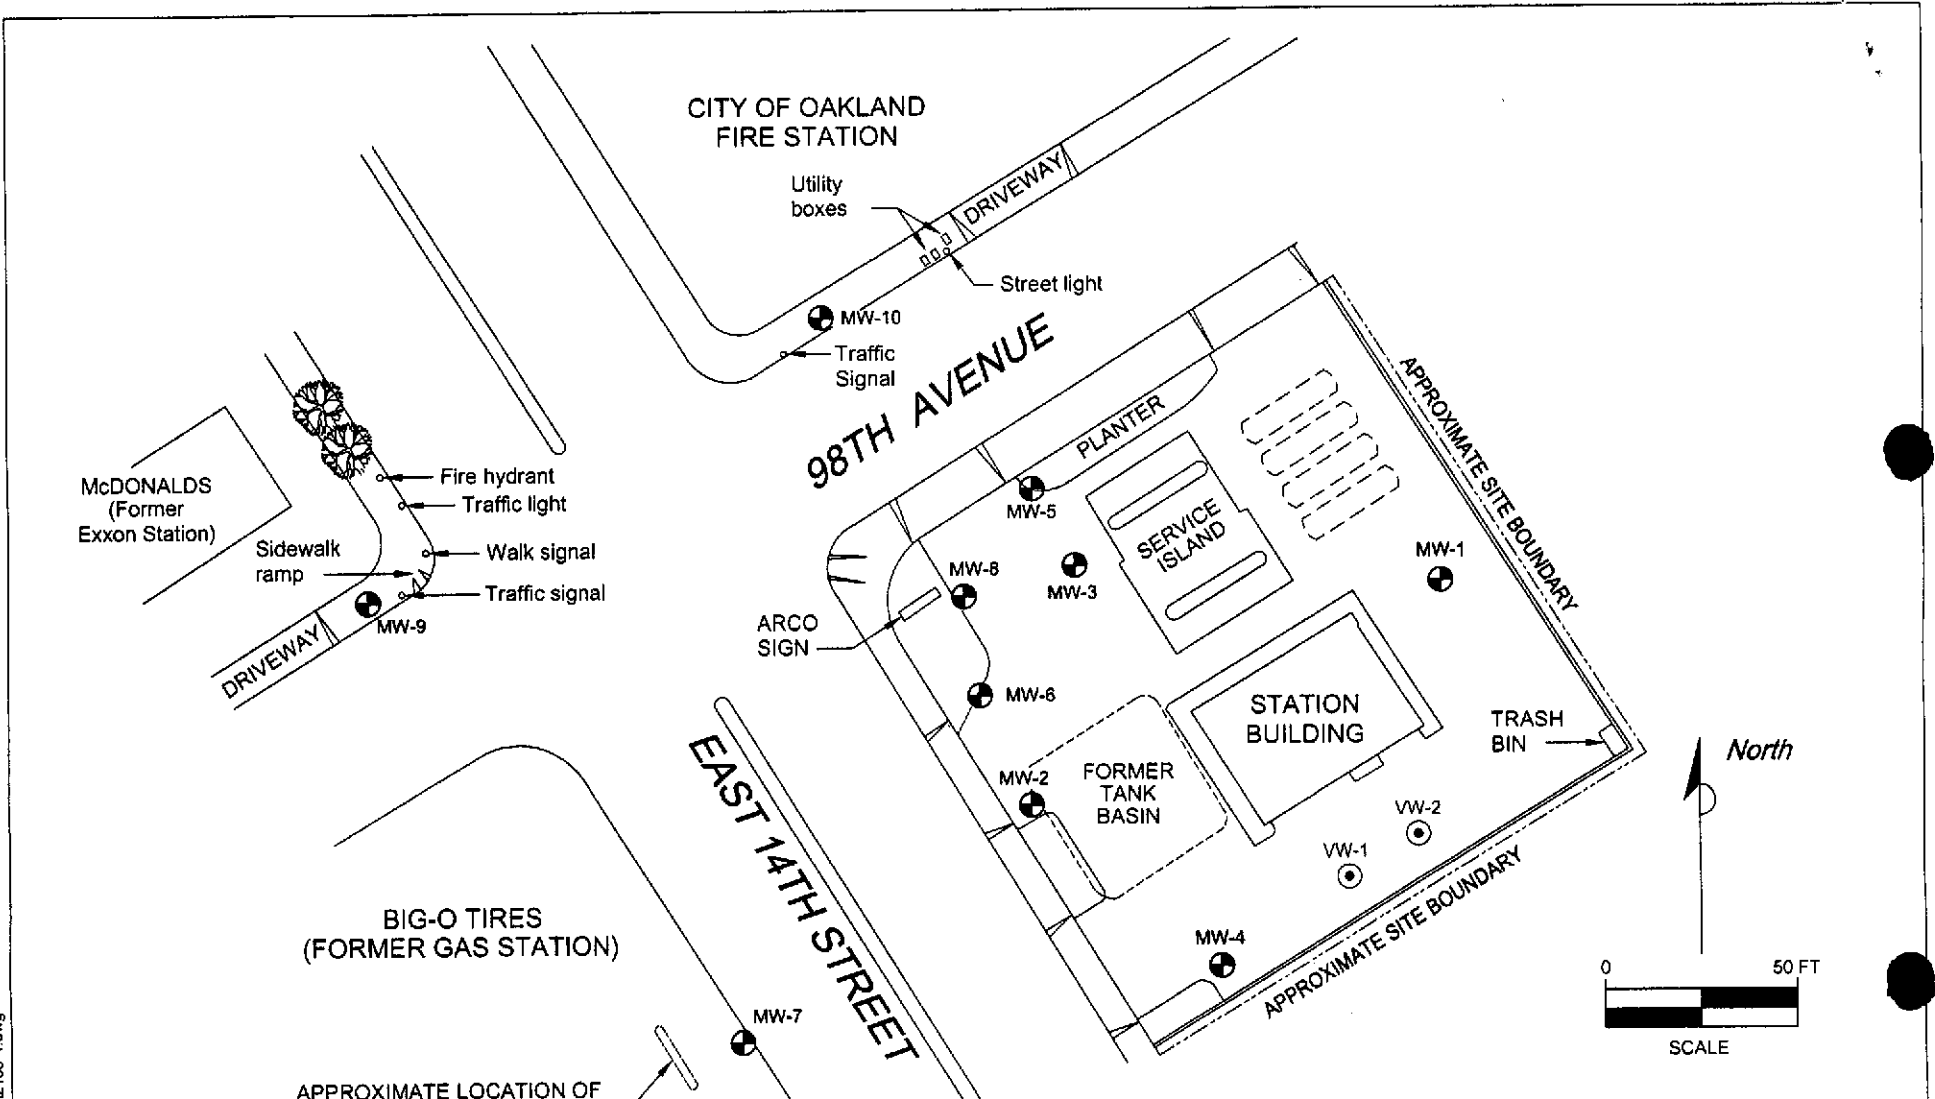 CITY OF OAKLAND
FIRE STATION
Utility
boxes
DRIVEWAY
Street light
MW-10
Traffic
Signal
98TH AVENUE
PLANTER
APPROXIMATE SITE BOUNDARY
McDONALDS
(Former
Exxon Station)
Fire hydrant
Traffic light
Sidewalk
ramp
Walk signal
Traffic signal
MW-9
DRIVEWAY
MW-5
SERVICE
ISLAND
MW-1
MW-8
MW-3
ARCO
SIGN
MW-6
STATION
BUILDING
TRASH
BIN
North
EAST 14TH STREET
MW-2
FORMER
TANK
BASIN
VW-2
VW-1
APPROXIMATE SITE BOUNDARY
BIG-O TIRES
(FORMER GAS STATION)
MW-4
0 50 FT
SCALE
MW-7
APPROXIMATE LOCATION OF